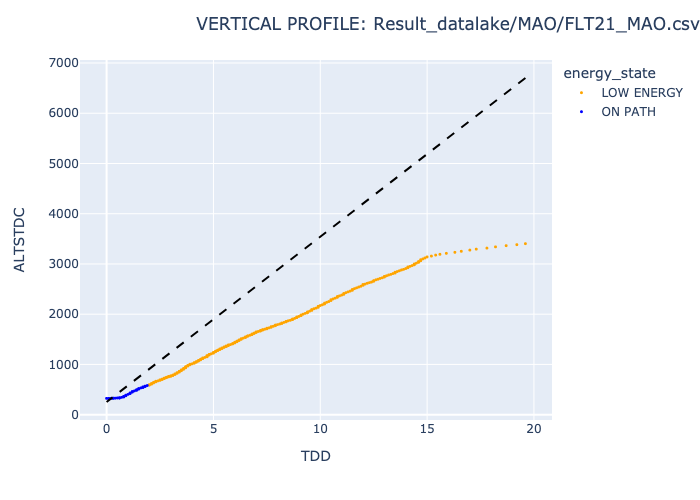 VERTICAL PROFILE: Result_datalake/MAO/FLT21_MAO.csv
energy_state
LOW ENERGY
ON PATH
7000
6000
5000
4000
3000
2000
1000
0
ALTSTDC
0
5
10
15
20
TDD